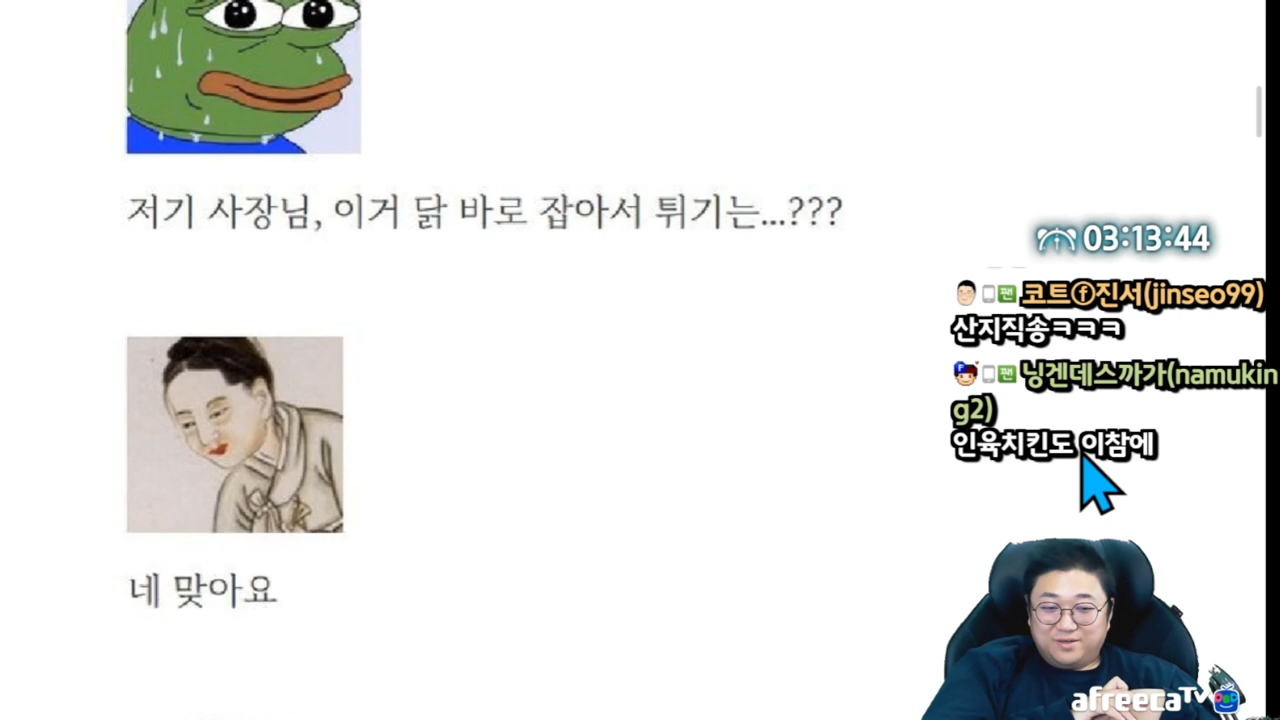 저기 사장님, 이거 닭 바로 잡아서 튀기는...???
네 맞아요
03:13:44
팬 코트ⓕ진서(jinseo99)
산지직송ㅋㅋㅋ
F 팬 닝겐데스까가(namukin
g2)
인육치킨도 이참에
afreecaTV